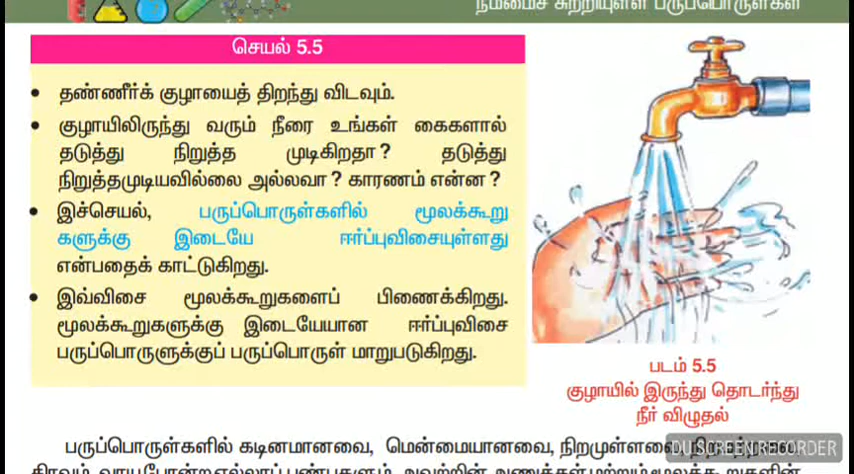 நம்மைச் சுற்றியுள்ள பருப்பொருள்கள்
செயல் 5.5
• தண்ணீர்க் குழாயைத் திறந்து விடவும்.
• குழாயிலிருந்து வரும் நீரை உங்கள் கைகளால்
தடுத்து நிறுத்த முடிகிறதா? தடுத்து
நிறுத்தமுடியவில்லை அல்லவா? காரணம் என்ன?
• இச்செயல், பருப்பொருள்களில் மூலக்கூறு
களுக்கு இடையே ஈர்ப்புவிசையுள்ளது
என்பதைக் காட்டுகிறது.
• இவ்விசை மூலக்கூறுகளைப் பிணைக்கிறது.
மூலக்கூறுகளுக்கு இடையேயான ஈர்ப்புவிசை
பருப்பொருளுக்குப் பருப்பொருள் மாறுபடுகிறது.
படம் 5.5
குழாயில் இருந்து தொடர்ந்து
நீர் விழுதல்
பருப்பொருள்களில் கடினமானவை, மென்மையானவை, நிறமுள்ளவை,
DU SCREEN RECORDER